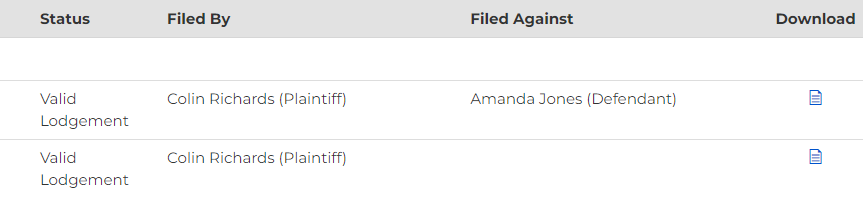 Status Filed By Filed Against Download
Valid Lodgement Colin Richards (Plaintiff) Amanda Jones (Defendant)
Valid Lodgement Colin Richards (Plaintiff)